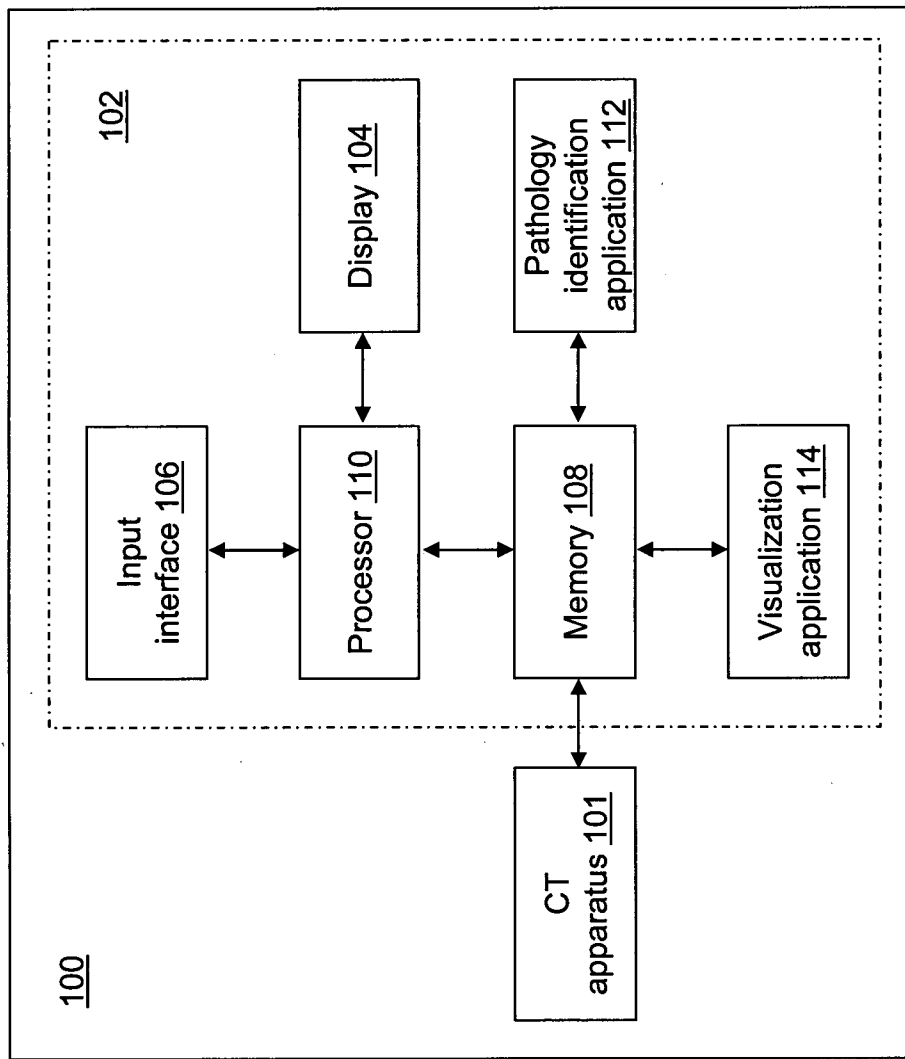 100
102
Input
interface 106
Processor 110
Display 104
CT
apparatus 101
Memory 108
Pathology
identification
application 112
Visualization
application 114